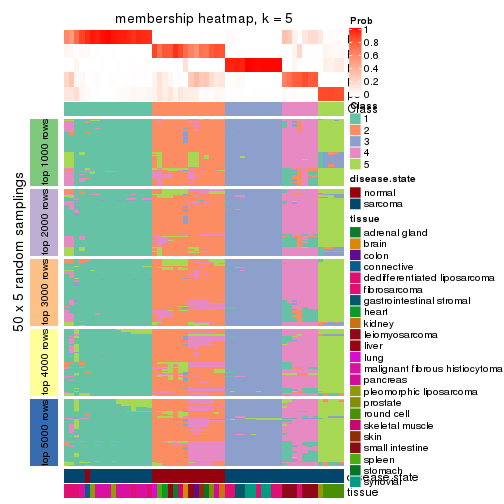 membership heatmap, k = 5
50 x 5 random samplings
top 1000 rows
top 2000 rows
top 3000 rows
top 4000 rows
top 5000 rows
Class
disease.state
tissue
Prob
1
0.8
0.6
0.4
0.2
0
Class
1
2
3
4
5
disease.state
normal
sarcoma
tissue
adrenal gland
brain
colon
connective
dedifferentiated liposarcoma
fibrosarcoma
gastrointestinal stromal
heart
kidney
leiomyosarcoma
liver
lung
malignant fibrous histiocytoma
pancreas
pleomorphic liposarcoma
prostate
round cell
skeletal muscle
skin
small intestine
spleen
stomach
synovial